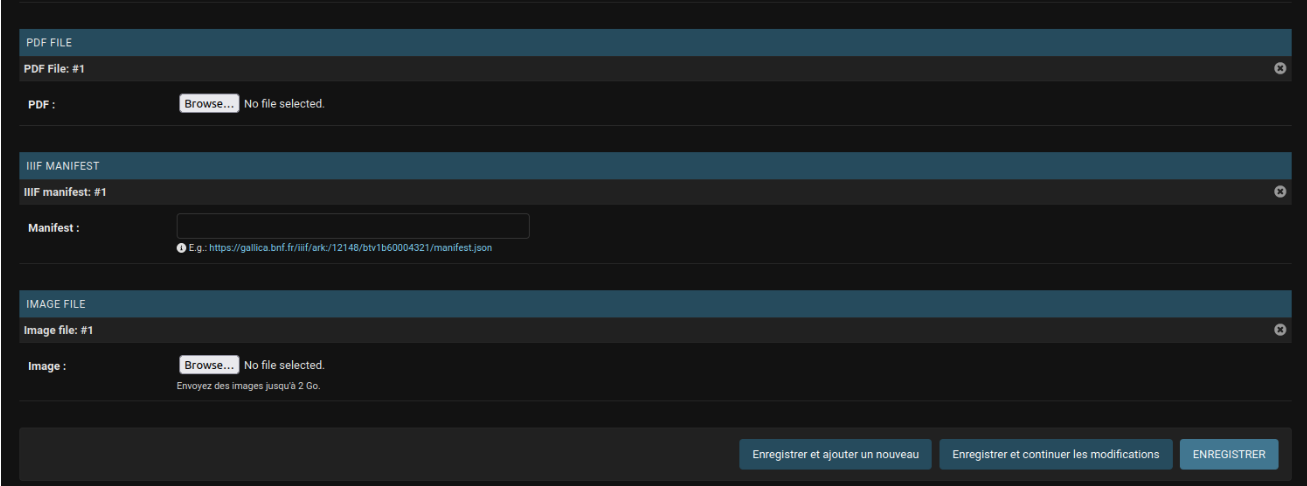 PDF FILE
PDF File: #1
PDF :
Browse... No file selected.
IIIF MANIFEST
IIIF manifest: #1
Manifest :
E.g.: https://gallica.bnf.fr/iiif/ark:/12148/btv1b60004321/manifest.json
IMAGE FILE
Image file: #1
Image :
Browse... No file selected.
Envoyez des images jusqu'à 2 Go.
Enregistrer et ajouter un nouveau
Enregistrer et continuer les modifications
ENREGISTRER